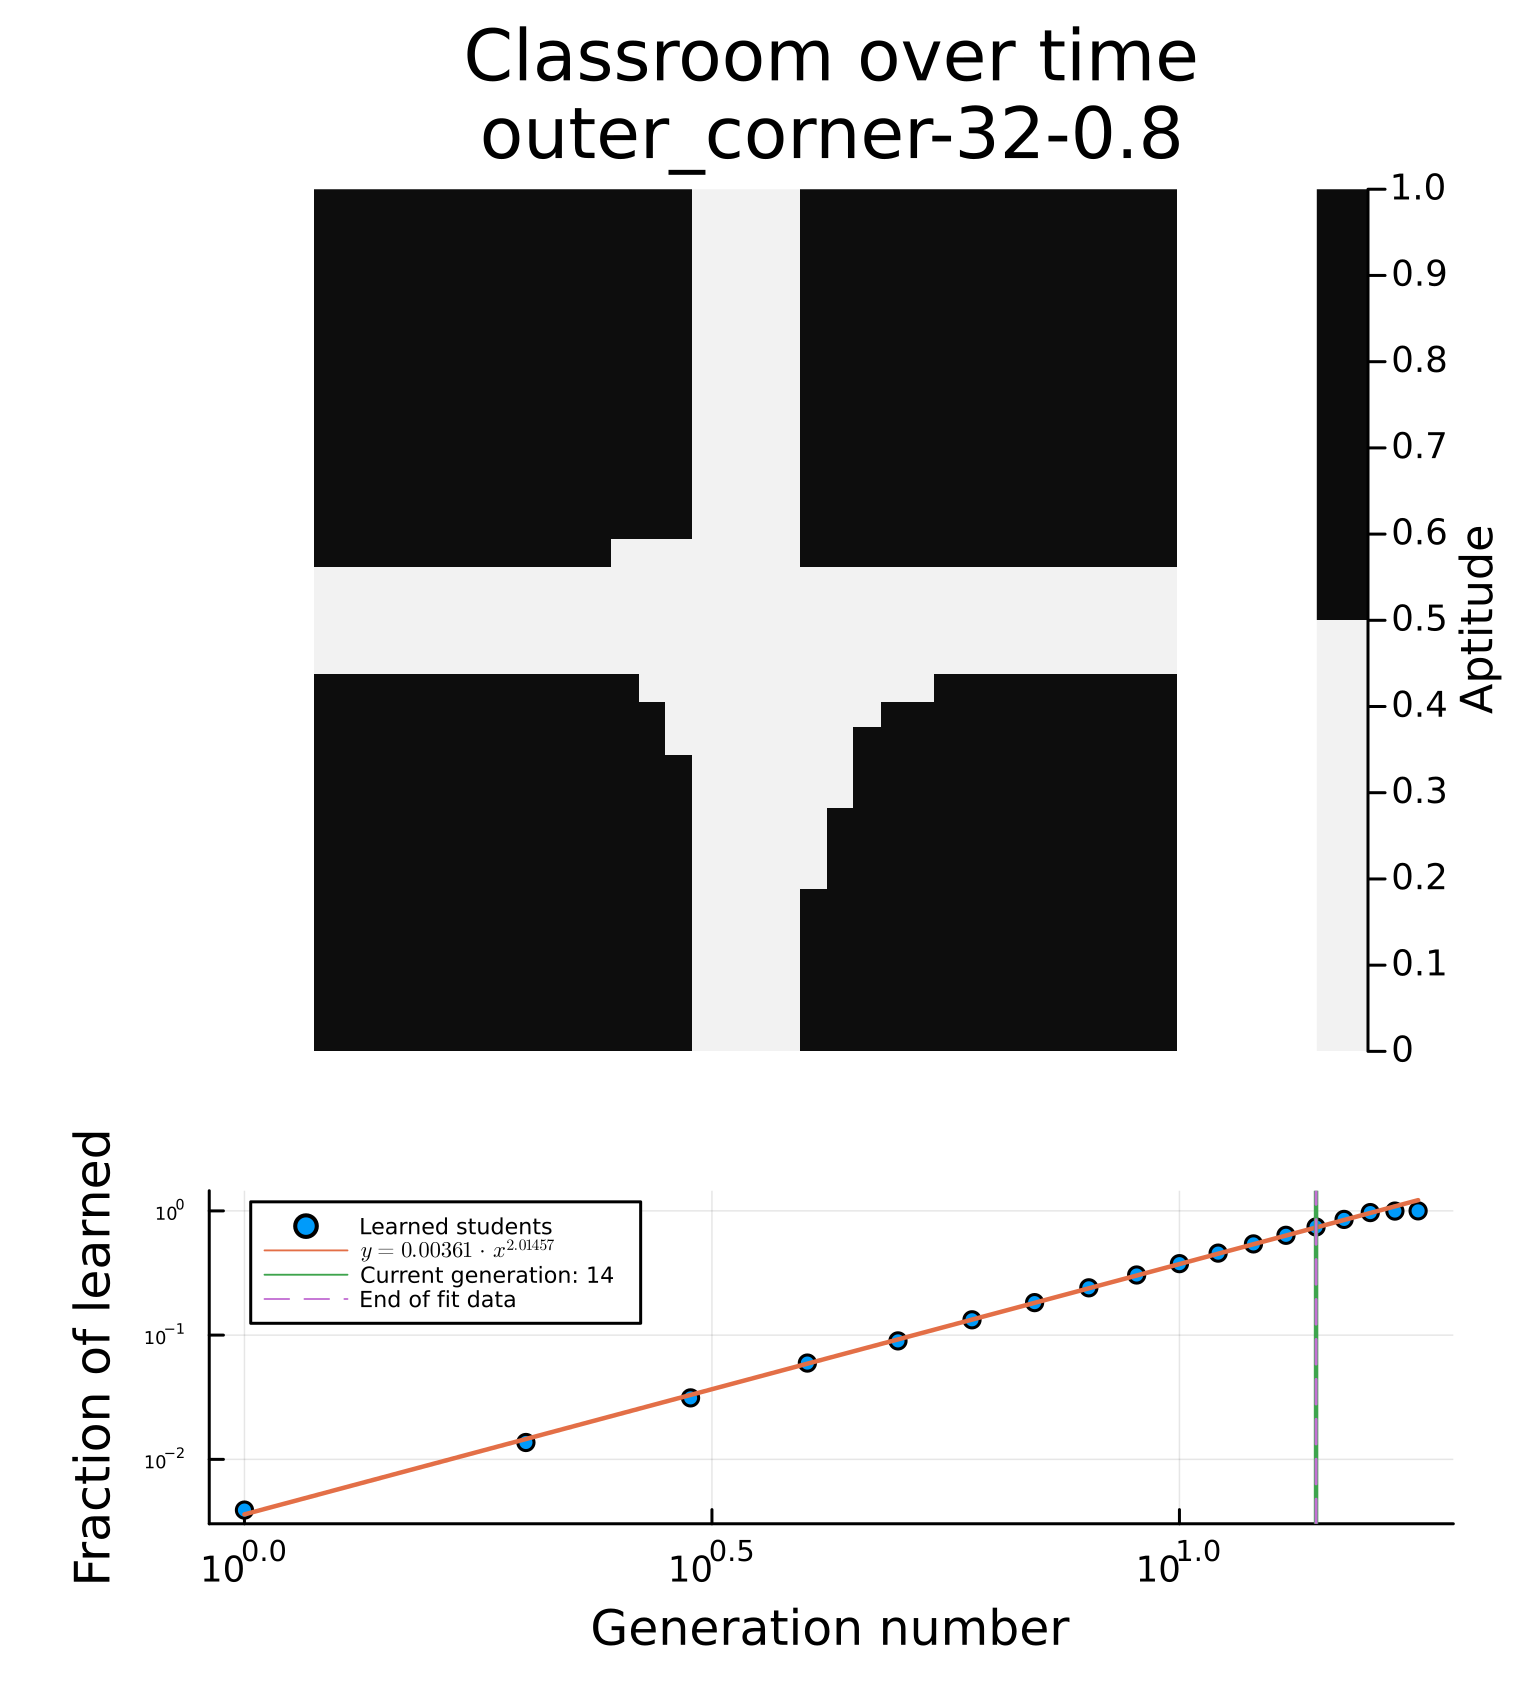 Classroom over time
outer_corner-32-0.8
1.0
0.9
0.8
0.7
0.6
0.5
0.4
0.3
0.2
0.1
0
Aptitude
Fraction of learned
10^0
10^-1
10^-2
Learned students
y = 0.00361 · x^2.01457
Current generation: 14
End of fit data
10^0.0
10^0.5
10^1.0
Generation number